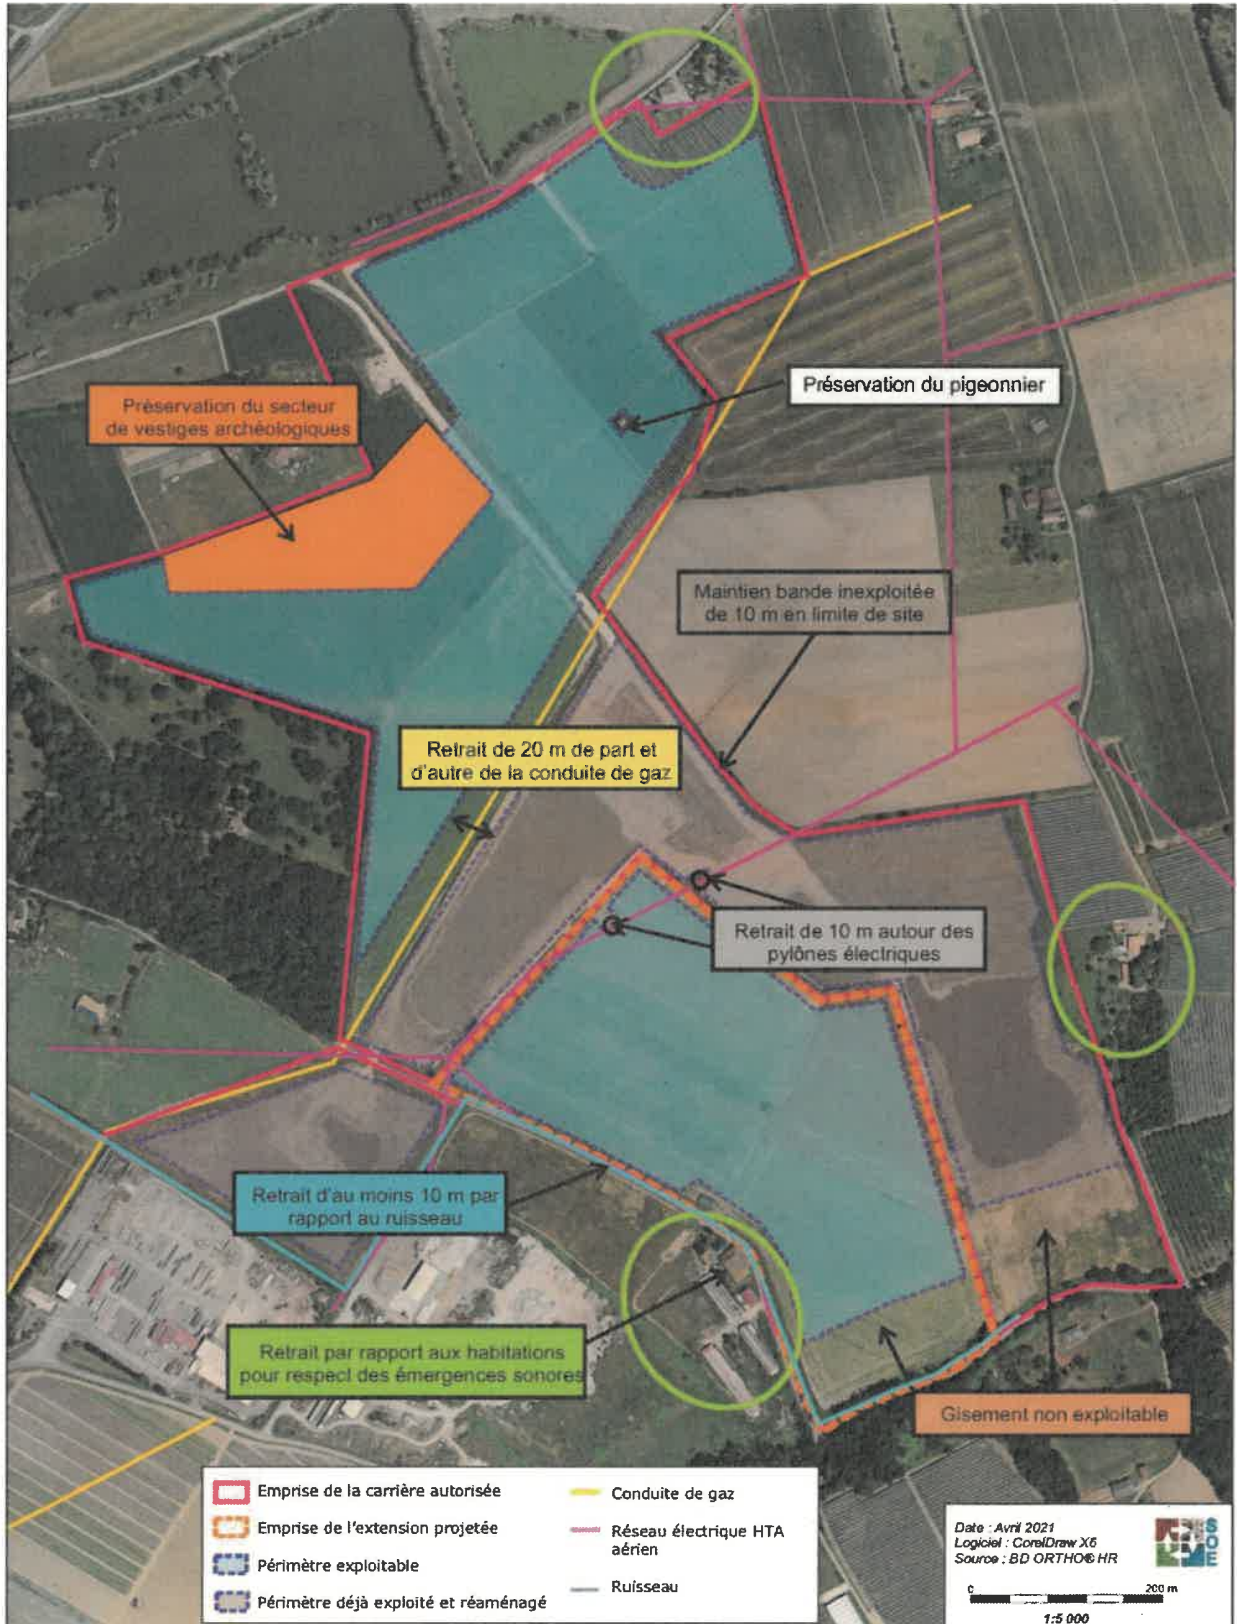 Préservation du pigeonnier
Préservation du secteur
de vestiges archéologiques
Maintien bande inexploitée
de 10 m en limite de site
Retrait de 20 m de part et
d'autre de la conduite de gaz
Retrait de 10 m autour des
pylônes électriques
Retrait d'au moins 10 m par
rapport au ruisseau
Retrait par rapport aux habitations
pour respect des émergences sonores
Gisement non exploitable
Emprise de la carrière autorisée
Emprise de l'extension projetée
Périmètre exploitable
Périmètre déjà exploité et réaménagé
Conduite de gaz
Réseau électrique HTA
aérien
Ruisseau
Date : Avril 2021
Logiciel : CorelDraw X6
Source : BD ORTHO® HR
SOE
0 200 m
1:5 000